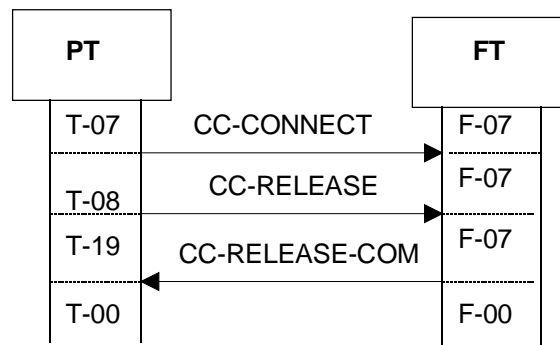 PT FT
T-07 CC-CONNECT F-07
T-08 CC-RELEASE F-07
T-19 CC-RELEASE-COM F-07
T-00 F-00